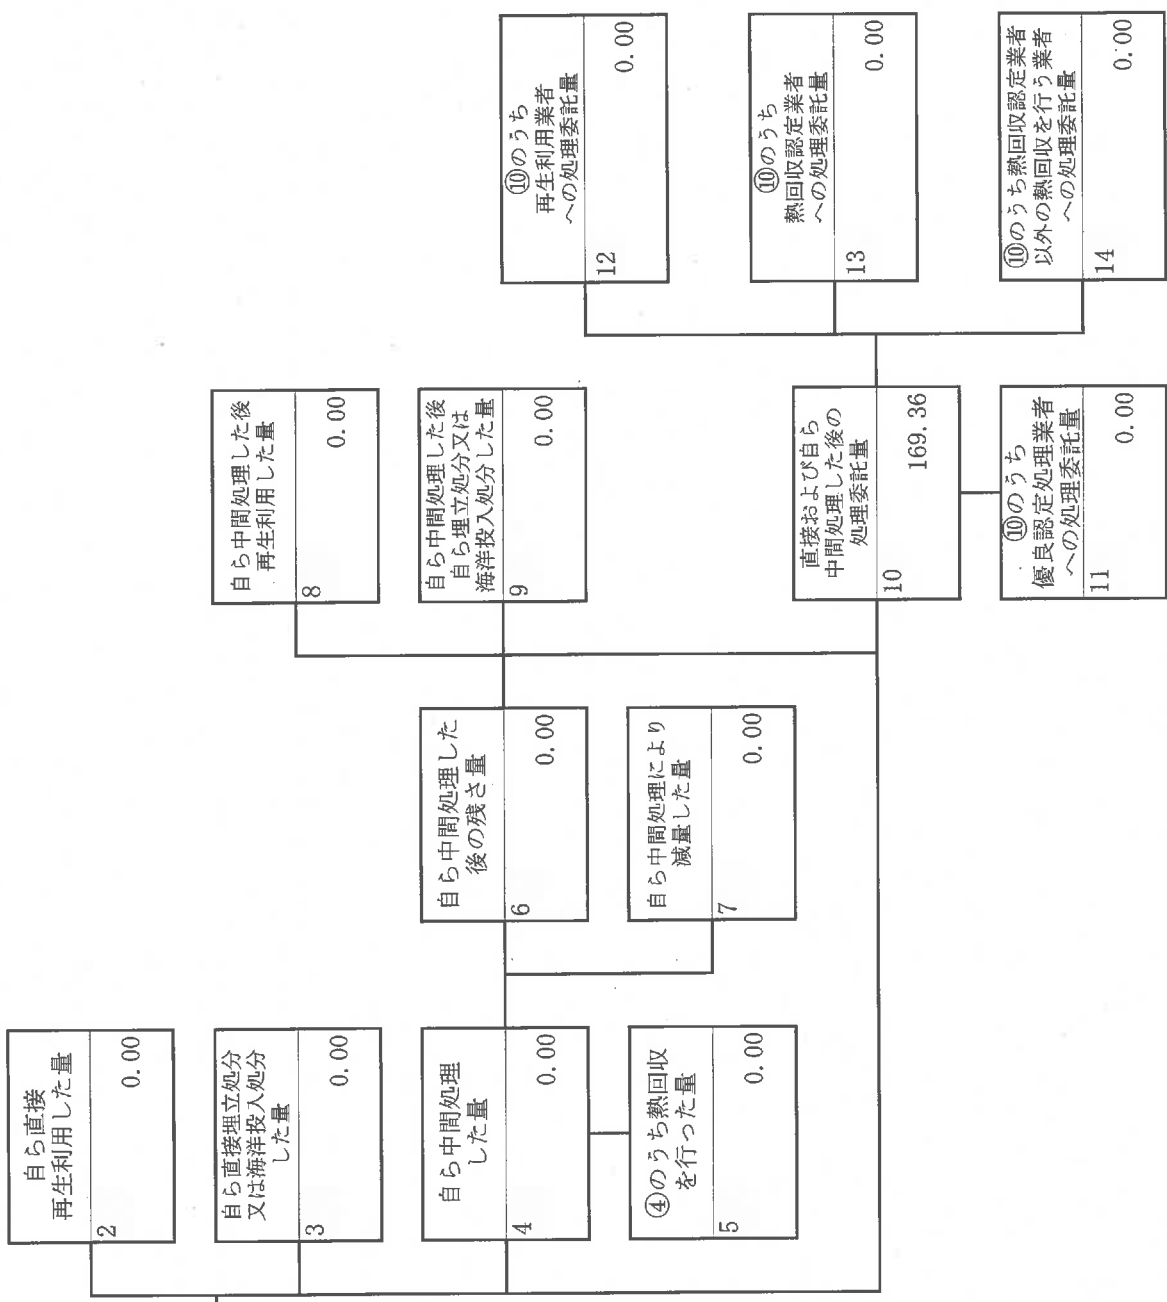 自ら直接
再生利用した量
2
0.00
自ら直接埋立処分
又は海洋投入処分
した量
3
0.00
自ら中間処理
した量
4
0.00
④のうち熱回収
を行った量
5
0.00
自ら中間処理した
後の残さ量
6
0.00
自ら中間処理により
減量した量
7
0.00
自ら中間処理した後
再生利用した量
8
0.00
自ら中間処理した後
自ら埋立処分又は
海洋投入処分した量
9
0.00
直接および自ら
中間処理した後の
処理委託量
10
169.36
⑩のうち
優良認定処理業者
への処理委託量
11
0.00
⑩のうち
再生利用業者
への処理委託量
12
0.00
⑩のうち
熱回収認定業者
への処理委託量
13
0.00
⑩のうち熱回収認定業者
以外の熱回収を行う業者
への処理委託量
14
0.00